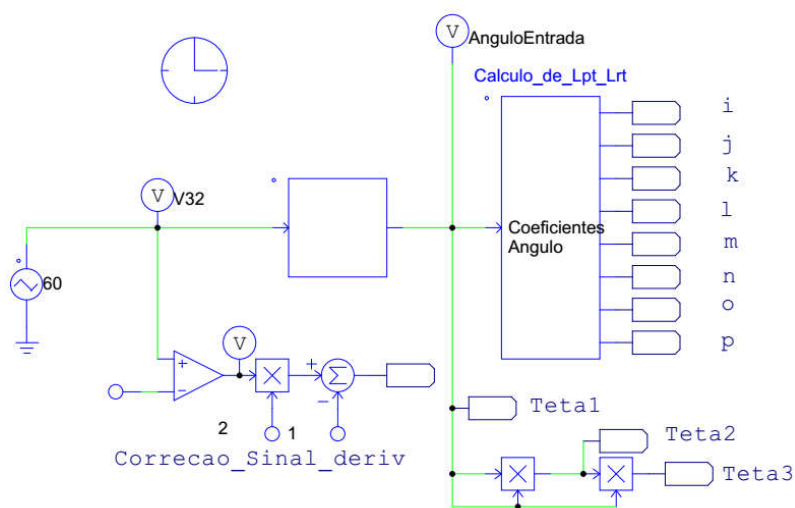 V AnguloEntrada
Calculo_de_Lpt_Lrt
i
j
k
V
V32
l
Coeficientes
Angulo
m
60
n
o
V
p
+
-
+
Σ
-
2
1
Teta1
Correcao_Sinal_deriv
Teta2
Teta3